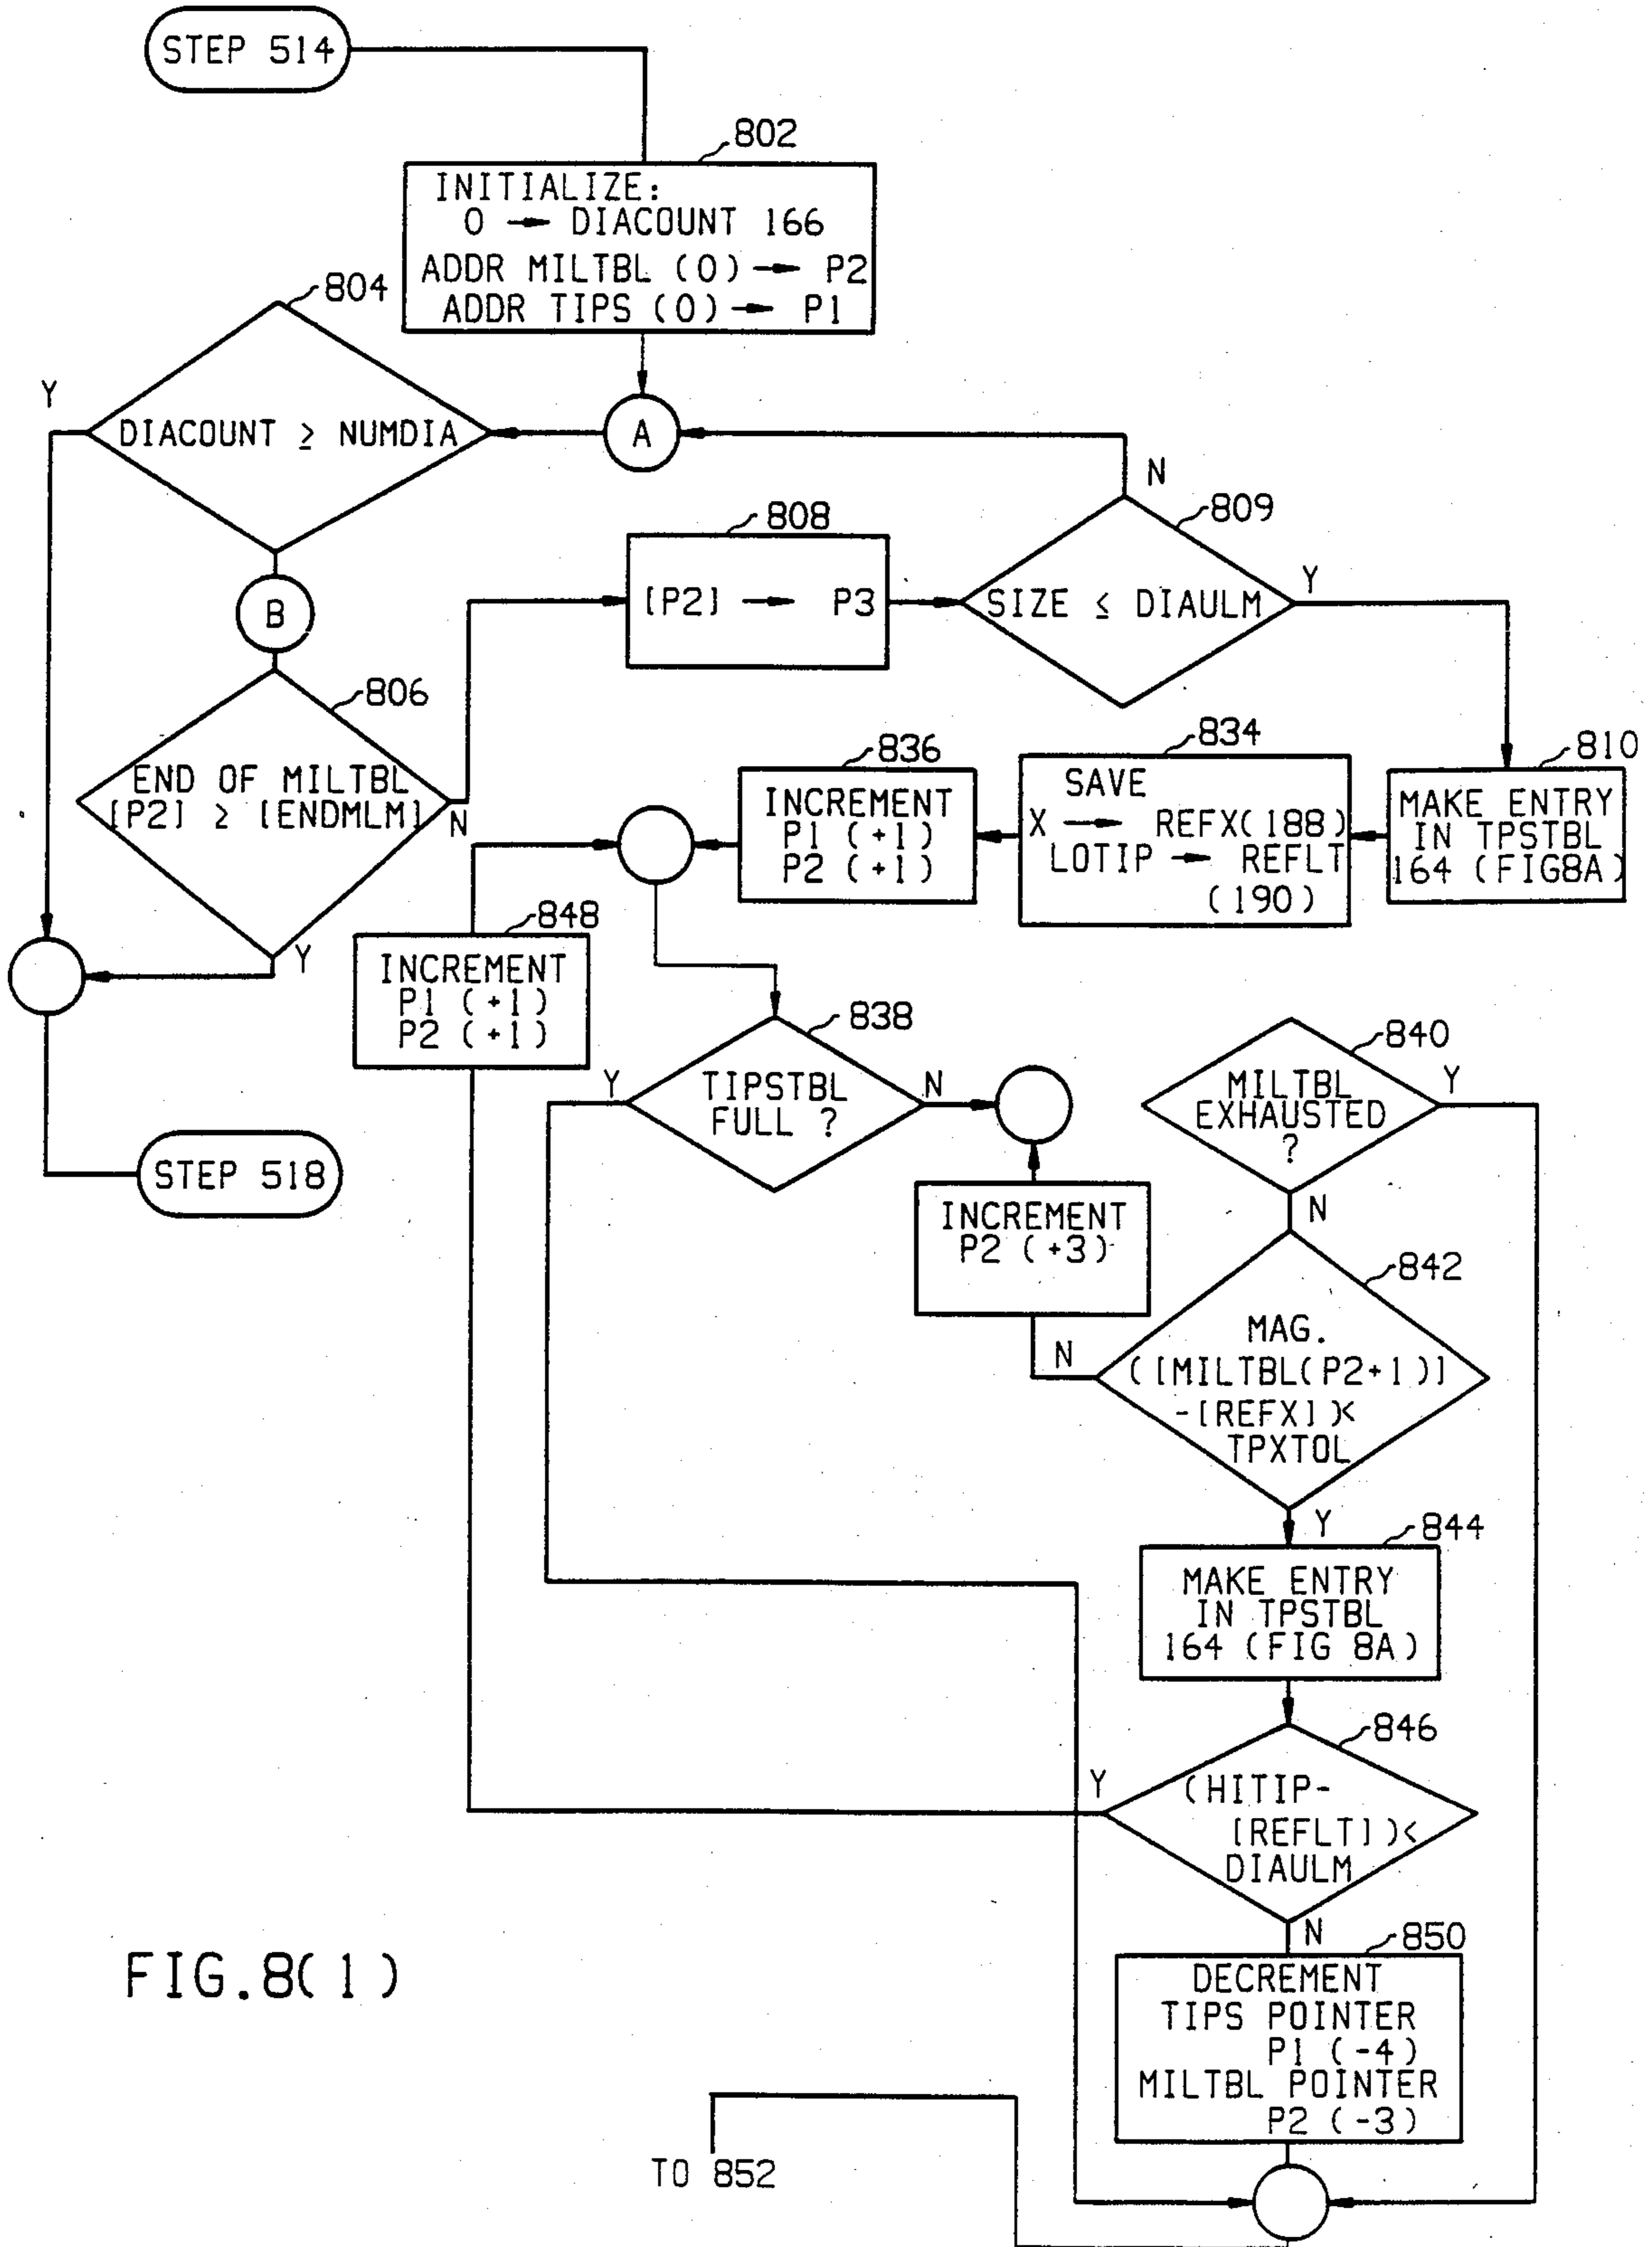 STEP 514
802
INITIALIZE:
0 → DIACOUNT 166
ADDR MILTBL (0) → P2
ADDR TIPS (0) → P1
804
Y
DIACOUNT ≥ NUMDIA
A
N
809
808
[P2] → P3
SIZE ≤ DIAULM
Y
B
806
END OF MILTBL
[P2] ≥ [ENDMLM]
N
Y
836
INCREMENT
P1 (+1)
P2 (+1)
834
SAVE
X → REFX(188)
LOTIP → REFLT
(190)
810
MAKE ENTRY
IN TPSTBL
164 (FIG8A)
848
INCREMENT
P1 (+1)
P2 (+1)
838
Y
TIPSTBL
FULL ?
N
840
MILTBL
EXHAUSTED
?
Y
N
STEP 518
INCREMENT
P2 (+3)
842
N
MAG.
([MILTBL(P2+1)]
-[REFX])<
TPXTOL
Y
844
MAKE ENTRY
IN TPSTBL
164 (FIG 8A)
846
Y
(HITIP-
[REFLT])<
DIAULM
N
850
DECREMENT
TIPS POINTER
P1 (-4)
MILTBL POINTER
P2 (-3)
FIG.8(1)
TO 852